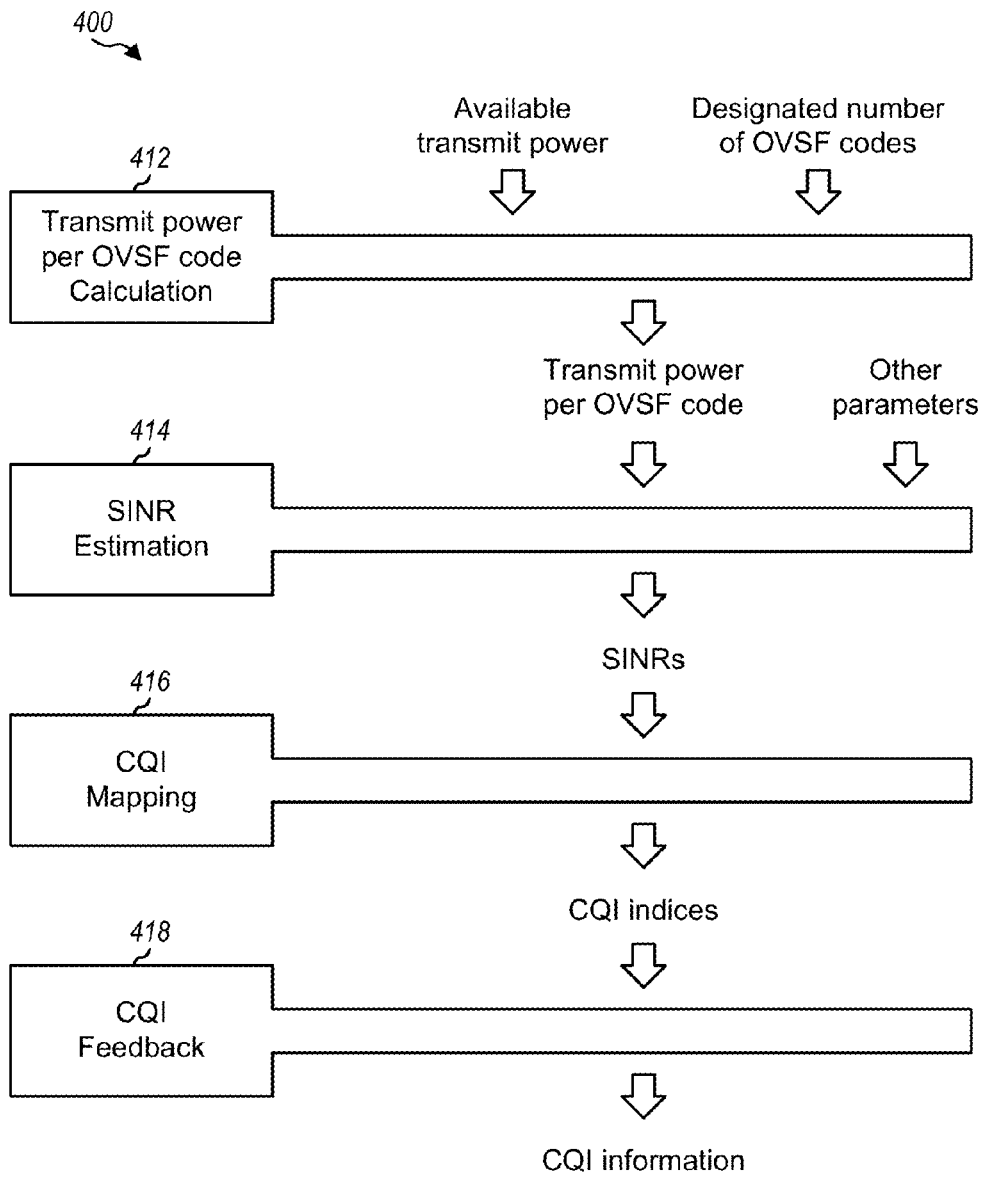 400
Available
transmit power
Designated number
of OVSF codes
412
Transmit power
per OVSF code
Calculation
Transmit power
per OVSF code
Other
parameters
414
SINR
Estimation
SINRs
416
CQI
Mapping
CQI indices
418
CQI
Feedback
CQI information